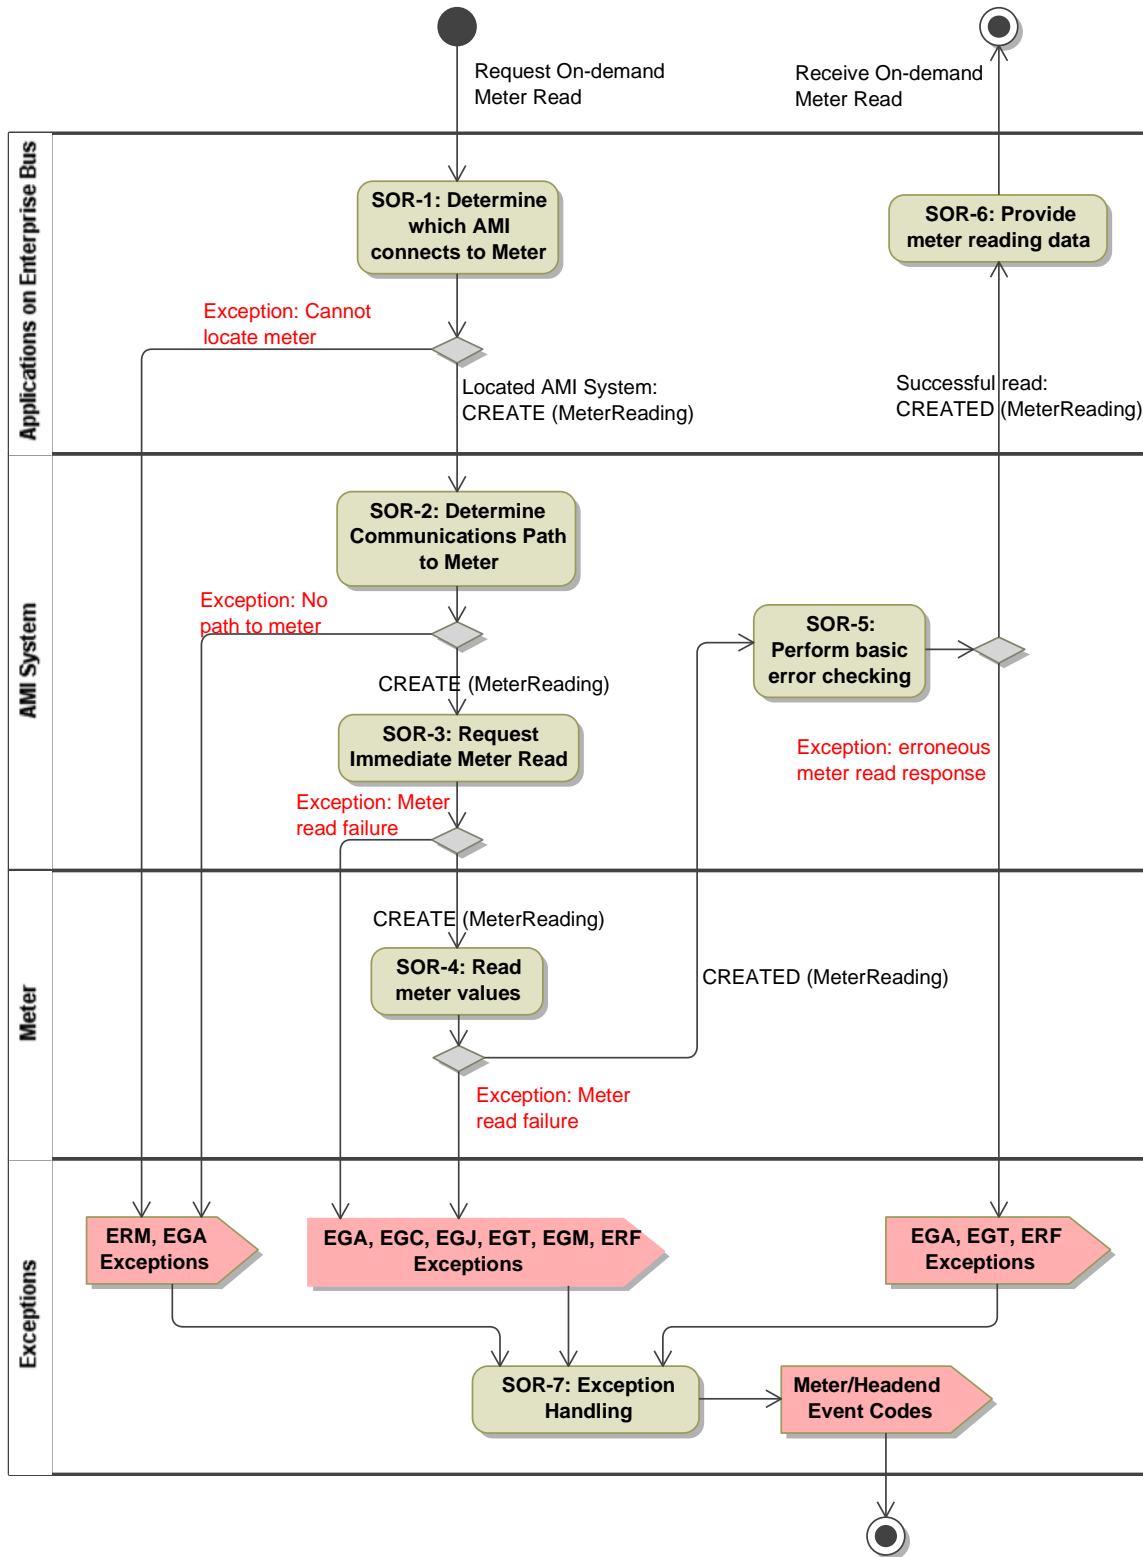 Request On-demand
Meter Read
Receive On-demand
Meter Read
Applications on Enterprise Bus
SOR-1: Determine
which AMI
connects to Meter
SOR-6: Provide
meter reading data
Exception: Cannot
locate meter
Located AMI System:
CREATE (MeterReading)
Successful read:
CREATED (MeterReading)
AMI System
SOR-2: Determine
Communications Path
to Meter
Exception: No
path to meter
SOR-5:
Perform basic
error checking
CREATE (MeterReading)
SOR-3: Request
Immediate Meter Read
Exception: erroneous
meter read response
Exception: Meter
read failure
Meter
CREATE (MeterReading)
SOR-4: Read
meter values
CREATED (MeterReading)
Exception: Meter
read failure
Exceptions
ERM, EGA
Exceptions
EGA, EGC, EGJ, EGT, EGM, ERF
Exceptions
EGA, EGT, ERF
Exceptions
SOR-7: Exception
Handling
Meter/Headend
Event Codes